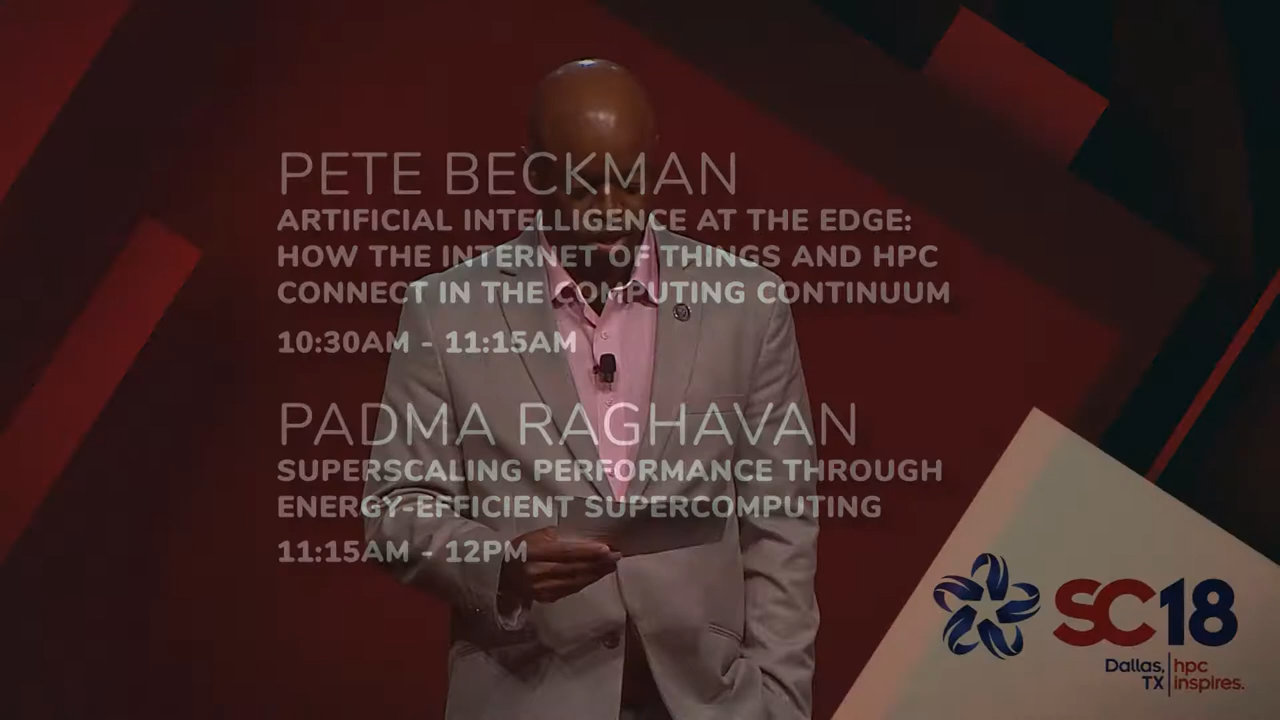 PETE BECKMAN
ARTIFICIAL INTELLIGENCE AT THE EDGE:
HOW THE INTERNET OF THINGS AND HPC
CONNECT IN THE COMPUTING CONTINUUM
10:30AM - 11:15AM
PADMA RAGHAVAN
SUPERSCALING PERFORMANCE THROUGH
ENERGY-EFFICIENT SUPERCOMPUTING
11:15AM - 12PM
SC18
Dallas, hpc
TX inspires.